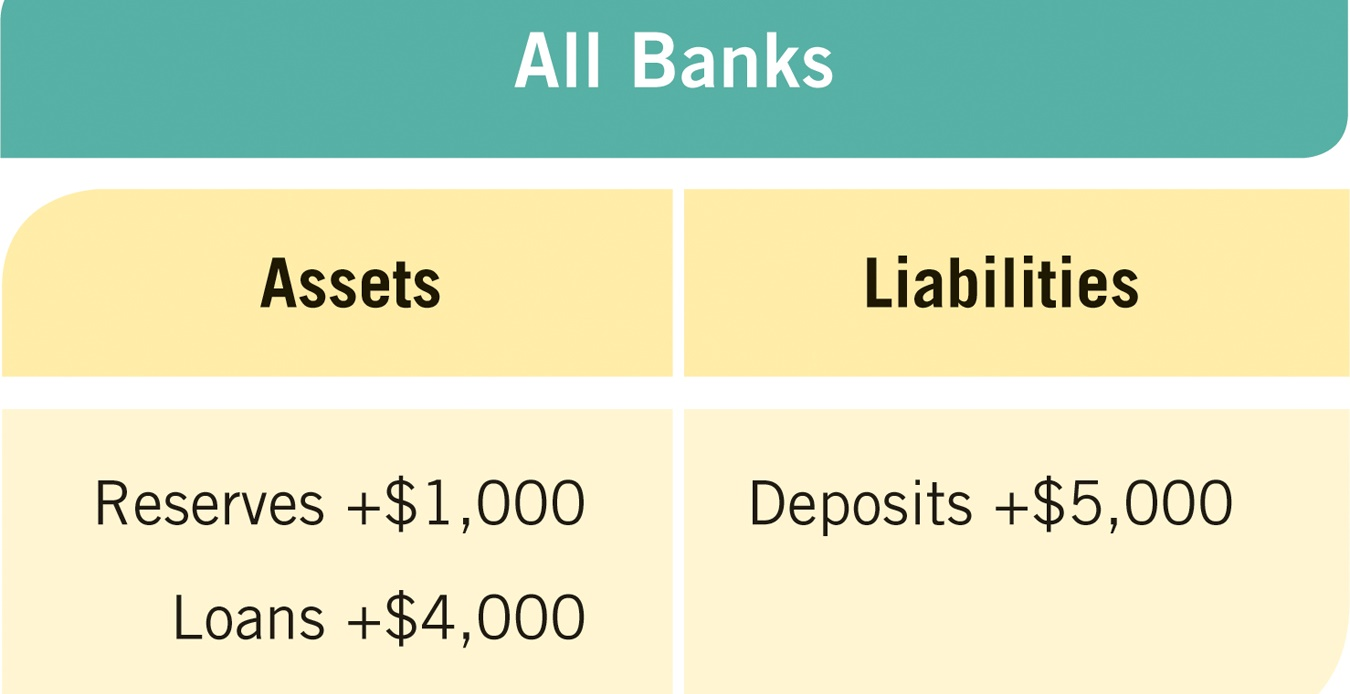 All Banks
Assets
Liabilities
Reserves +$1,000
Deposits +$5,000
Loans +$4,000